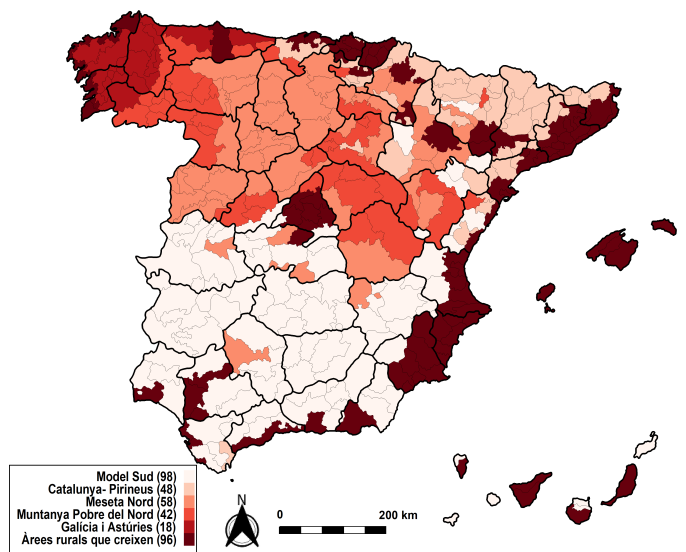 Model Sud (98)
Catalunya- Pirineus (48)
Meseta Nord (58)
Muntanya Pobre del Nord (42)
Galícia i Astúries (18)
Àrees rurals que creixen (96)
N
0 200 km